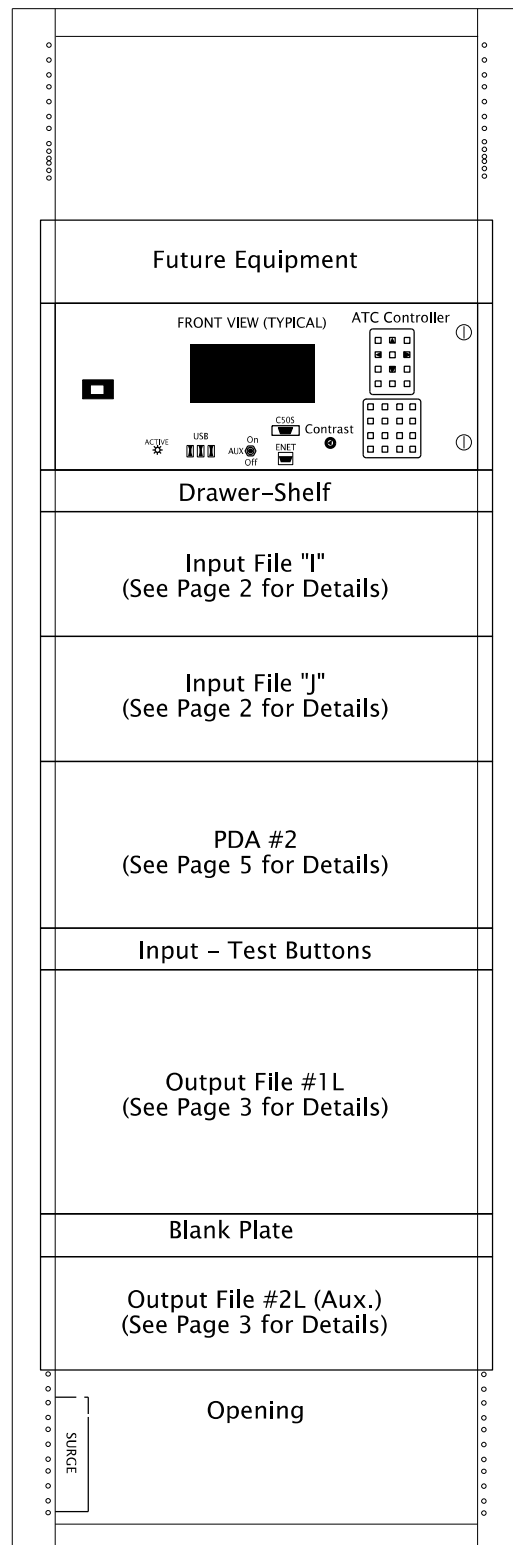 Future Equipment
FRONT VIEW (TYPICAL)
ATC Controller
ACTIVE
USB
AUX
On
Off
C50S
ENET
Contrast
Drawer-Shelf
Input File "I"
(See Page 2 for Details)
Input File "J"
(See Page 2 for Details)
PDA #2
(See Page 5 for Details)
Input - Test Buttons
Output File #1L
(See Page 3 for Details)
Blank Plate
Output File #2L (Aux.)
(See Page 3 for Details)
Opening
SURGE